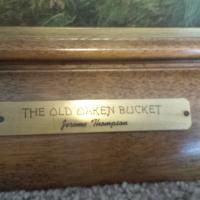 THE OLD OAKEN BUCKET
Jerome Thompson